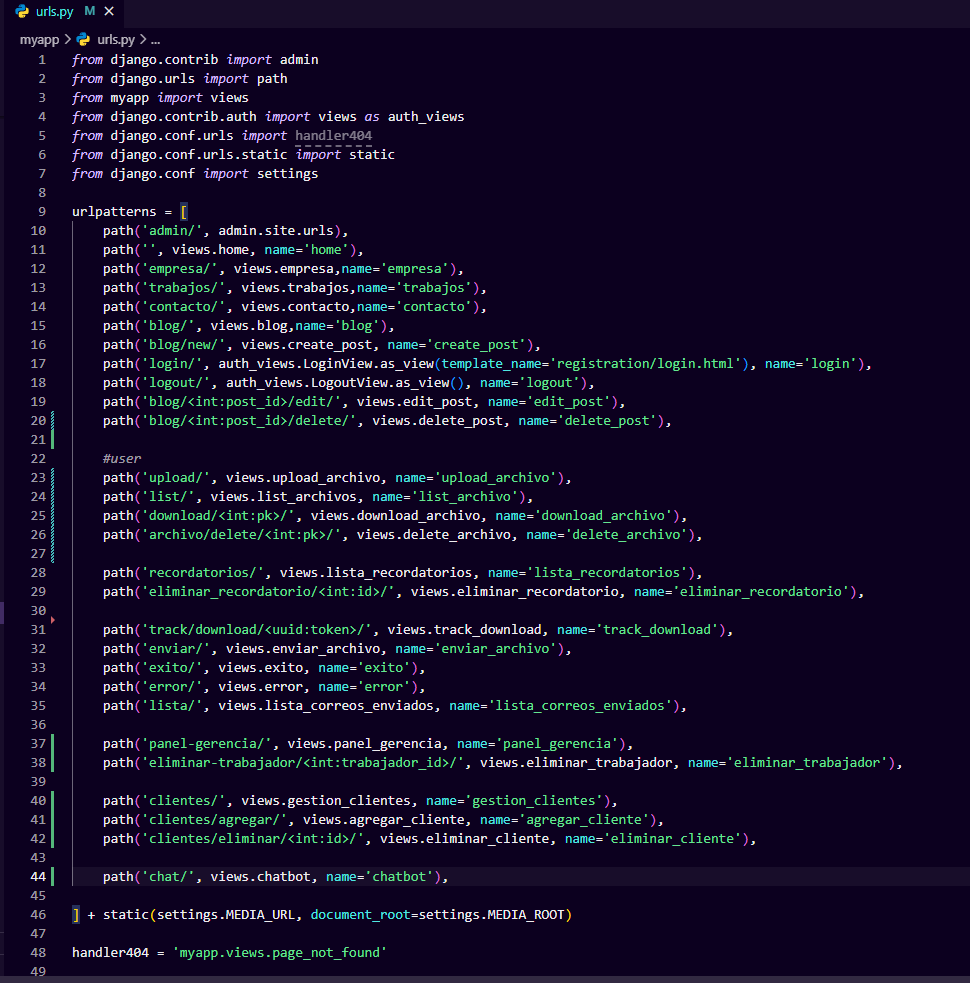 urls.py M ×
myapp > urls.py > ...
1 from django.contrib import admin
2 from django.urls import path
3 from myapp import views
4 from django.contrib.auth import views as auth_views
5 from django.conf.urls import handler404
6 from django.conf.urls.static import static
7 from django.conf import settings
8
9 urlpatterns = [
10     path('admin/', admin.site.urls),
11     path('', views.home, name='home'),
12     path('empresa/', views.empresa,name='empresa'),
13     path('trabajos/', views.trabajos,name='trabajos'),
14     path('contacto/', views.contacto,name='contacto'),
15     path('blog/', views.blog,name='blog'),
16     path('blog/new/', views.create_post, name='create_post'),
17     path('login/', auth_views.LoginView.as_view(template_name='registration/login.html'), name='login'),
18     path('logout/', auth_views.LogoutView.as_view(), name='logout'),
19     path('blog/<int:post_id>/edit/', views.edit_post, name='edit_post'),
20     path('blog/<int:post_id>/delete/', views.delete_post, name='delete_post'),
21
22     #user
23     path('upload/', views.upload_archivo, name='upload_archivo'),
24     path('list/', views.list_archivos, name='list_archivo'),
25     path('download/<int:pk>/', views.download_archivo, name='download_archivo'),
26     path('archivo/delete/<int:pk>/', views.delete_archivo, name='delete_archivo'),
27
28     path('recordatorios/', views.lista_recordatorios, name='lista_recordatorios'),
29     path('eliminar_recordatorio/<int:id>/', views.eliminar_recordatorio, name='eliminar_recordatorio'),
30
31     path('track/download/<uuid:token>/', views.track_download, name='track_download'),
32     path('enviar/', views.enviar_archivo, name='enviar_archivo'),
33     path('exito/', views.exito, name='exito'),
34     path('error/', views.error, name='error'),
35     path('lista/', views.lista_correos_enviados, name='lista_correos_enviados'),
36
37     path('panel-gerencia/', views.panel_gerencia, name='panel_gerencia'),
38     path('eliminar-trabajador/<int:trabajador_id>/', views.eliminar_trabajador, name='eliminar_trabajador'),
39
40     path('clientes/', views.gestion_clientes, name='gestion_clientes'),
41     path('clientes/agregar/', views.agregar_cliente, name='agregar_cliente'),
42     path('clientes/eliminar/<int:id>/', views.eliminar_cliente, name='eliminar_cliente'),
43
44     path('chat/', views.chatbot, name='chatbot'),
45
46 ] + static(settings.MEDIA_URL, document_root=settings.MEDIA_ROOT)
47
48 handler404 = 'myapp.views.page_not_found'
49